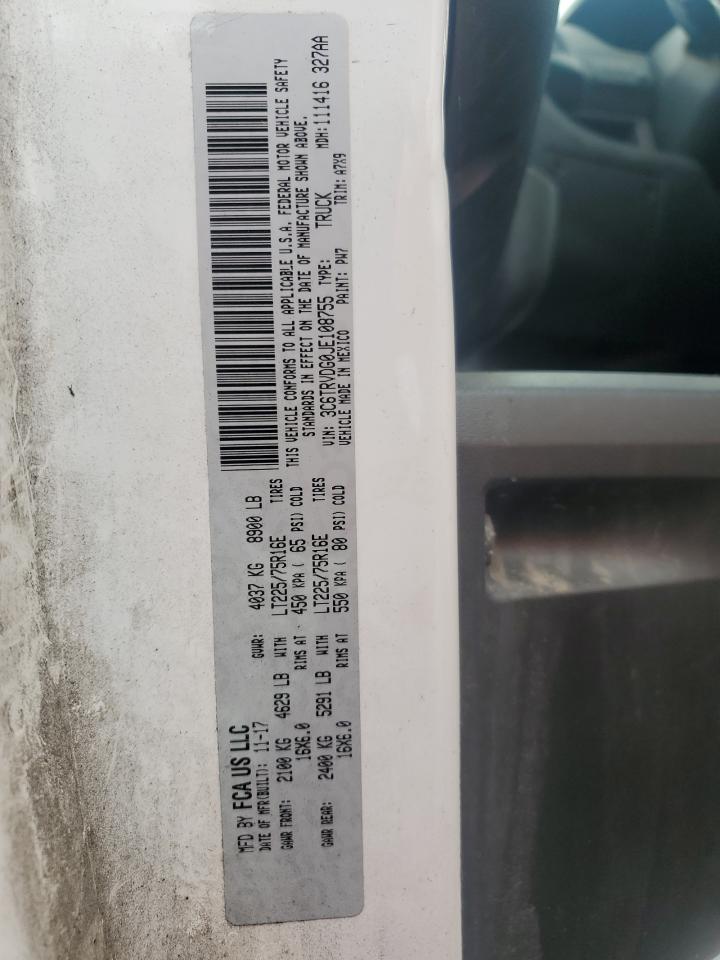 MFD BY FCA US LLC
DATE OF MFR(BUILT): 11-17 GVWR: 4037 KG 8900 LB
GAWR FRONT: 2100 KG 4629 LB WITH LT225/75R16E TIRES
16X6.0 RIMS AT 450 KPA ( 65 PSI) COLD
GAWR REAR: 2400 KG 5291 LB WITH LT225/75R16E TIRES
16X6.0 RIMS AT 550 KPA ( 80 PSI) COLD
THIS VEHICLE CONFORMS TO ALL APPLICABLE U.S.A. FEDERAL MOTOR VEHICLE SAFETY
STANDARDS IN EFFECT ON THE DATE OF MANUFACTURE SHOWN ABOVE.
VIN: 3C6TRVDG0JE108755 TYPE: TRUCK MDH:111416 327AA
VEHICLE MADE IN MEXICO PAINT: PW7 TRIM: A7X9